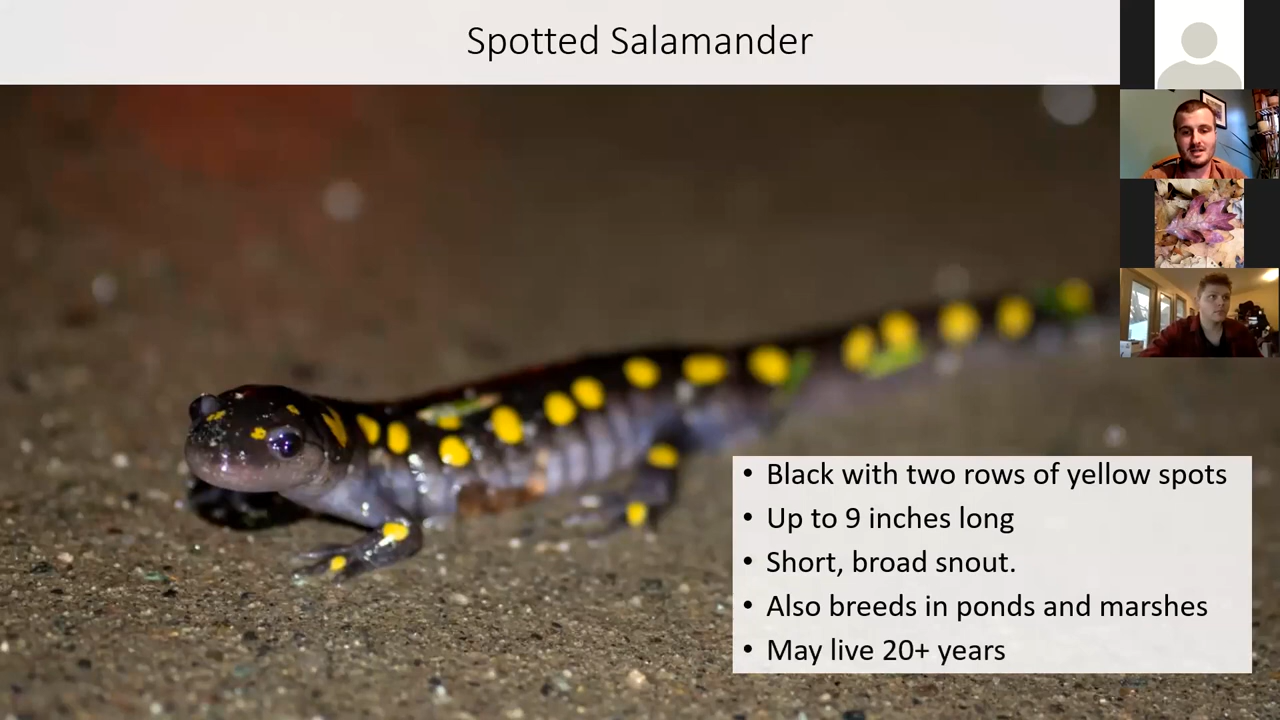 Spotted Salamander
• Black with two rows of yellow spots
• Up to 9 inches long
• Short, broad snout.
• Also breeds in ponds and marshes
• May live 20+ years